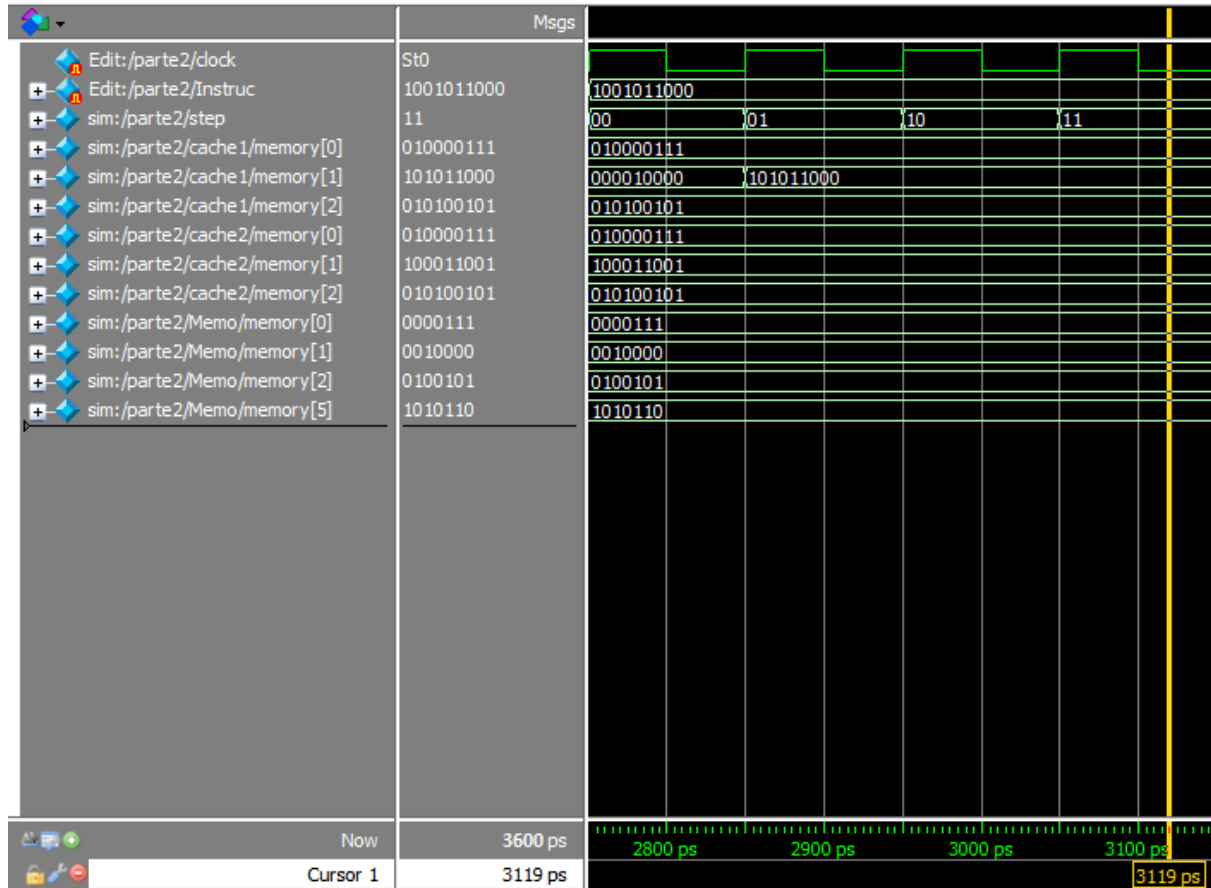 Msgs
Edit:/parte2/clock St0
Edit:/parte2/Instruc 1001011000 1001011000
sim:/parte2/step 11 00 01 10 11
sim:/parte2/cache1/memory[0] 010000111 010000111
sim:/parte2/cache1/memory[1] 101011000 000010000 101011000
sim:/parte2/cache1/memory[2] 010100101 010100101
sim:/parte2/cache2/memory[0] 010000111 010000111
sim:/parte2/cache2/memory[1] 100011001 100011001
sim:/parte2/cache2/memory[2] 010100101 010100101
sim:/parte2/Memo/memory[0] 0000111 0000111
sim:/parte2/Memo/memory[1] 0010000 0010000
sim:/parte2/Memo/memory[2] 0100101 0100101
sim:/parte2/Memo/memory[5] 1010110 1010110
Now 3600 ps 2800 ps 2900 ps 3000 ps 3100 ps
Cursor 1 3119 ps 3119 ps